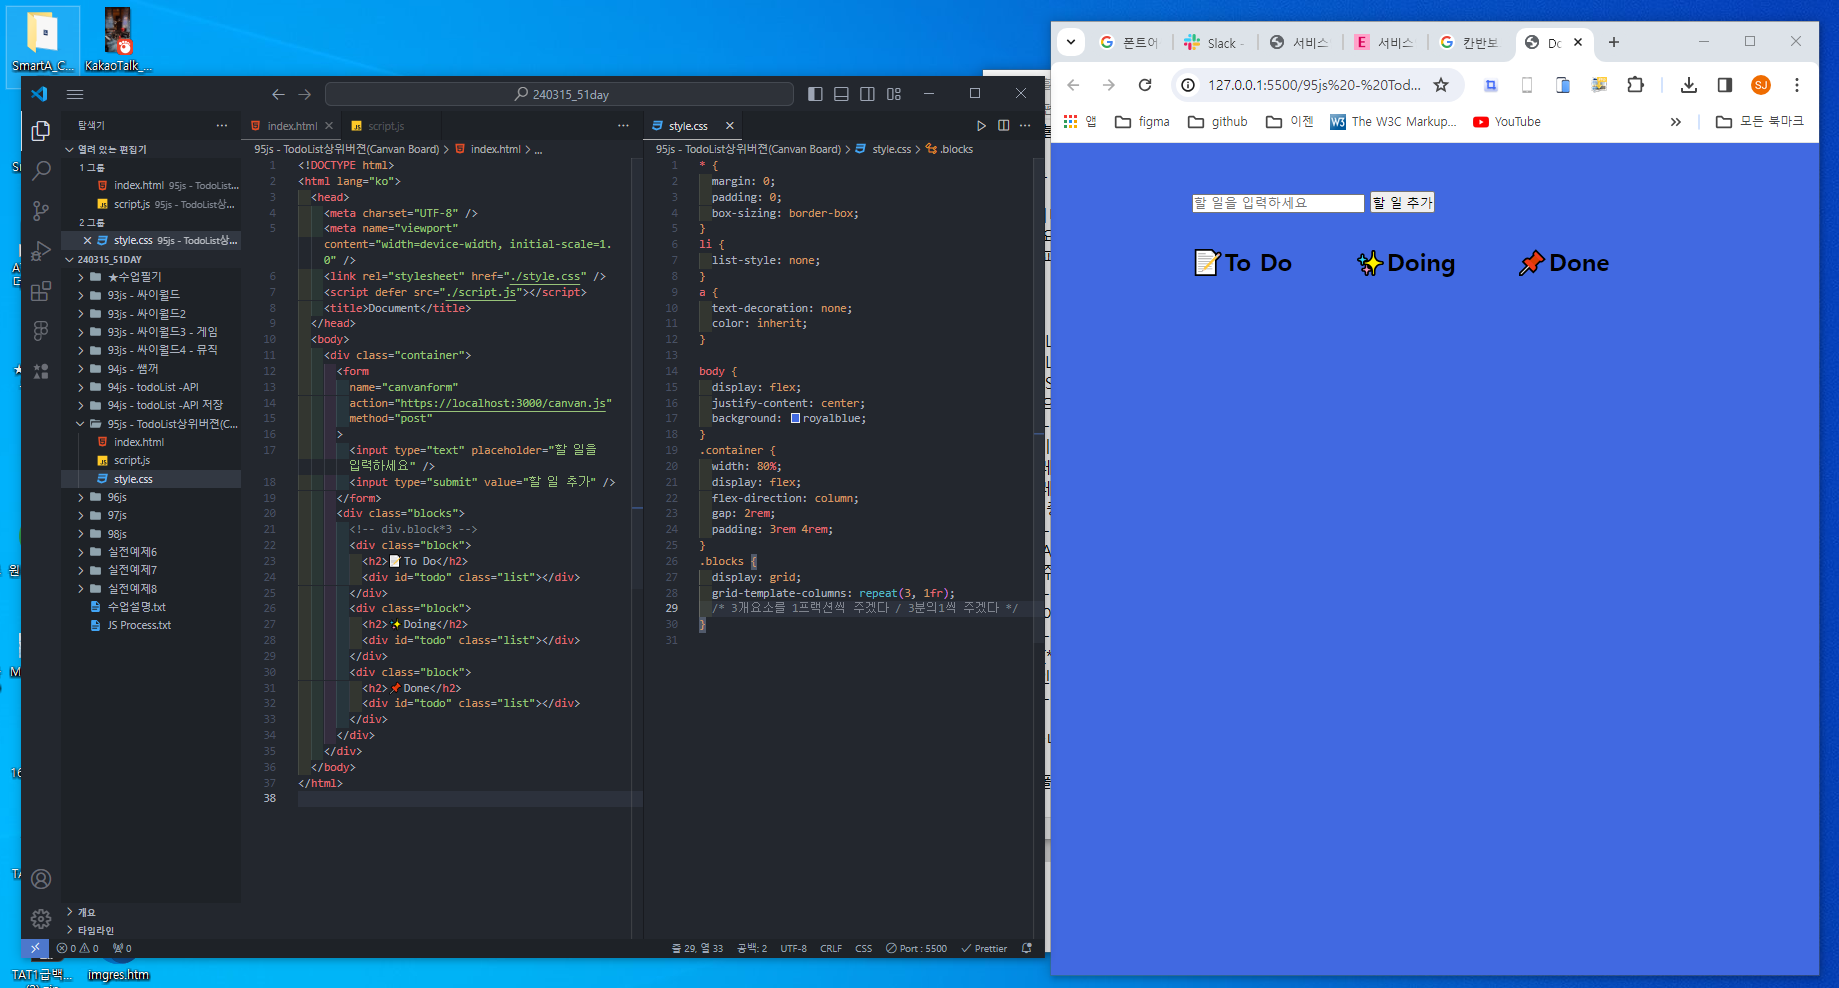 SmartA_C...
KakaoTalk_...
240315_51day
탐색기
열려 있는 편집기
1 그룹
index.html 95js - TodoList...
script.js 95js - TodoList상...
2 그룹
style.css 95js - TodoList상...
240315_51DAY
★수업필기
93js - 싸이월드
93js - 싸이월드2
93js - 싸이월드3 - 게임
93js - 싸이월드4 - 뮤직
94js - 쌤꺼
94js - todoList -API
94js - todoList -API 저장
95js - TodoList상위버젼(C...
index.html
script.js
style.css
96js
97js
98js
실전예제6
실전예제7
실전예제8
수업설명.txt
JS Process.txt
개요
타임라인
index.html
script.js
95js - TodoList상위버젼(Canvan Board) > index.html > ...
1 <!DOCTYPE html>
2 <html lang="ko">
3 <head>
4 <meta charset="UTF-8" />
5 <meta name="viewport"
content="width=device-width, initial-scale=1.
0" />
6 <link rel="stylesheet" href="./style.css" />
7 <script defer src="./script.js"></script>
8 <title>Document</title>
9 </head>
10 <body>
11 <div class="container">
12 <form
13 name="canvanform"
14 action="https://localhost:3000/canvan.js"
15 method="post"
16 >
17 <input type="text" placeholder="할 일을
입력하세요" />
18 <input type="submit" value="할 일 추가" />
19 </form>
20 <div class="blocks">
21 <!-- div.block*3 -->
22 <div class="block">
23 <h2>📝To Do</h2>
24 <div id="todo" class="list"></div>
25 </div>
26 <div class="block">
27 <h2>✨Doing</h2>
28 <div id="todo" class="list"></div>
29 </div>
30 <div class="block">
31 <h2>📌Done</h2>
32 <div id="todo" class="list"></div>
33 </div>
34 </div>
35 </div>
36 </body>
37 </html>
38
style.css
95js - TodoList상위버젼(Canvan Board) > style.css > .blocks
1 * {
2 margin: 0;
3 padding: 0;
4 box-sizing: border-box;
5 }
6 li {
7 list-style: none;
8 }
9 a {
10 text-decoration: none;
11 color: inherit;
12 }
13
14 body {
15 display: flex;
16 justify-content: center;
17 background: royalblue;
18 }
19 .container {
20 width: 80%;
21 display: flex;
22 flex-direction: column;
23 gap: 2rem;
24 padding: 3rem 4rem;
25 }
26 .blocks {
27 display: grid;
28 grid-template-columns: repeat(3, 1fr);
29 /* 3개요소를 1프랙션씩 주겠다 / 3분의1씩 주겠다 */
30 }
31
0 0 0
줄 29, 열 33 공백: 2 UTF-8 CRLF CSS Port : 5500 Prettier
TAT1급백...
imgres.htm
폰트어
Slack -
서비스
서비스
칸반보
Do
127.0.0.1:5500/95js%20-%20Tod...
SJ
앱 figma github 이젠 The W3C Markup... YouTube » 모든 북마크
할 일을 입력하세요 할 일 추가
📝To Do ✨Doing 📌Done